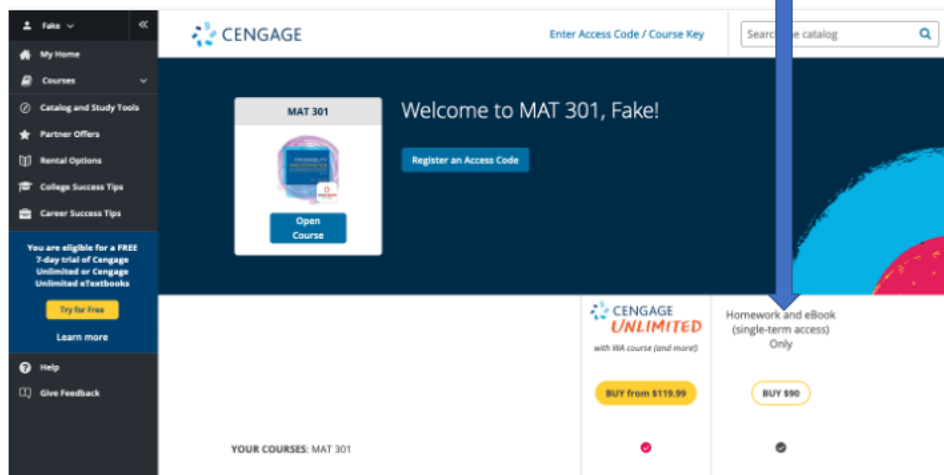 Fake
My Home
Courses
Catalog and Study Tools
Partner Offers
Rental Options
College Success Tips
Career Success Tips
You are eligible for a FREE
7-day trial of Cengage
Unlimited or Cengage
Unlimited eTextbooks
Try for Free
Learn more
Help
Give Feedback
CENGAGE
Enter Access Code / Course Key
Search catalog
MAT 301
PROBABILITY
Open
Course
Welcome to MAT 301, Fake!
Register an Access Code
CENGAGE
UNLIMITED
with WA course (and more!)
BUY from $119.99
Homework and eBook
(single-term access)
Only
BUY $90
YOUR COURSES: MAT 301